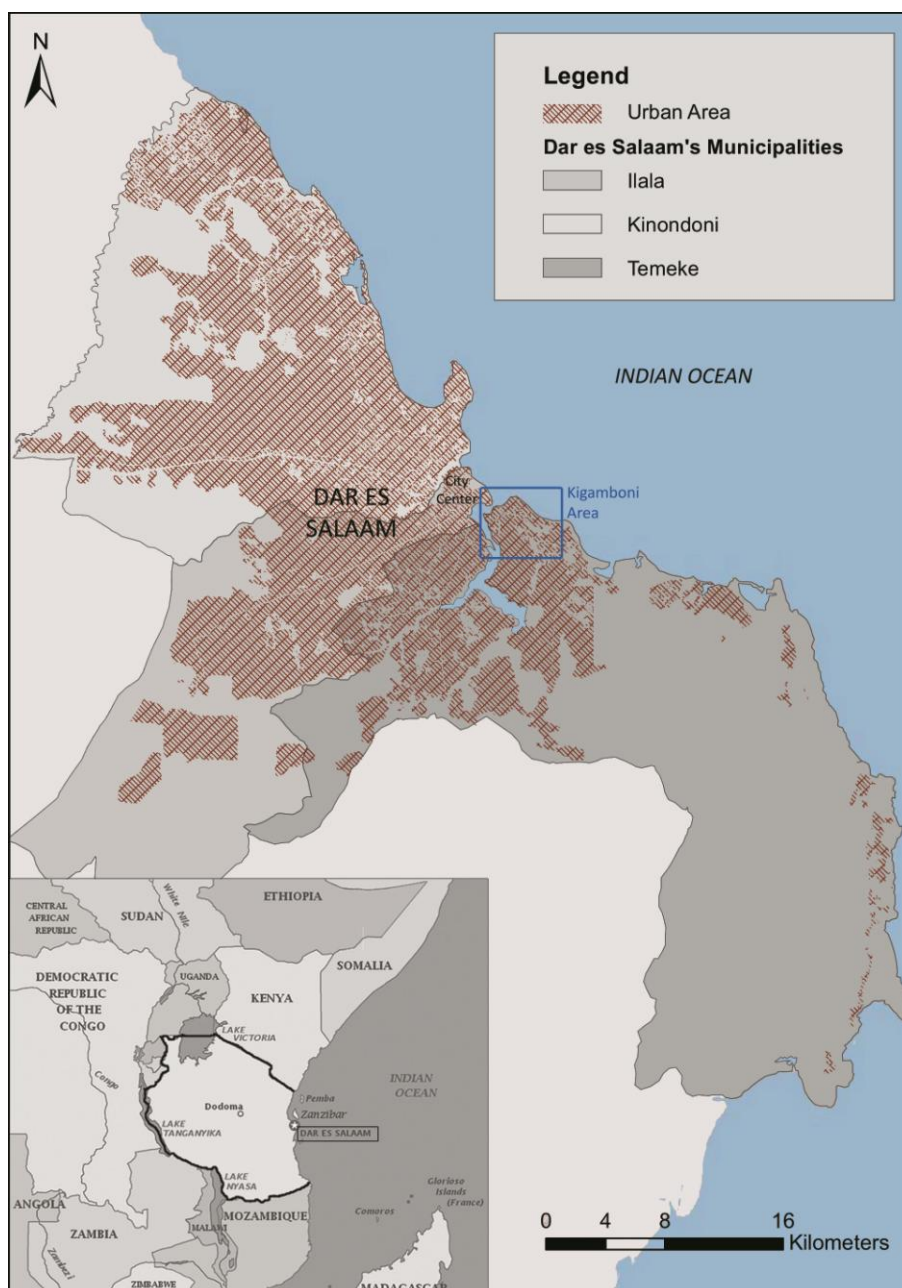 N
Legend
Urban Area
Dar es Salaam's Municipalities
Ilala
Kinondoni
Temeke
INDIAN OCEAN
City
Center
Kigamboni
Area
DAR ES
SALAAM
ETHIOPIA
CENTRAL
AFRICAN
REPUBLIC
SUDAN
White Nile
SOMALIA
UGANDA
DEMOCRATIC
REPUBLIC
OF THE
CONGO
KENYA
LAKE
VICTORIA
Congo
INDIAN
OCEAN
Pemba
Dodoma
Zanzibar
DAR ES SALAAM
LAKE
TANGANYIKA
LAKE
NYASA
Glorioso
Islands
(France)
ANGOLA
MOZAMBIQUE
Comoros
MALAWI
ZAMBIA
Zambezi
ZIMBABWE
MADAGASCAR
0 4 8 16
Kilometers